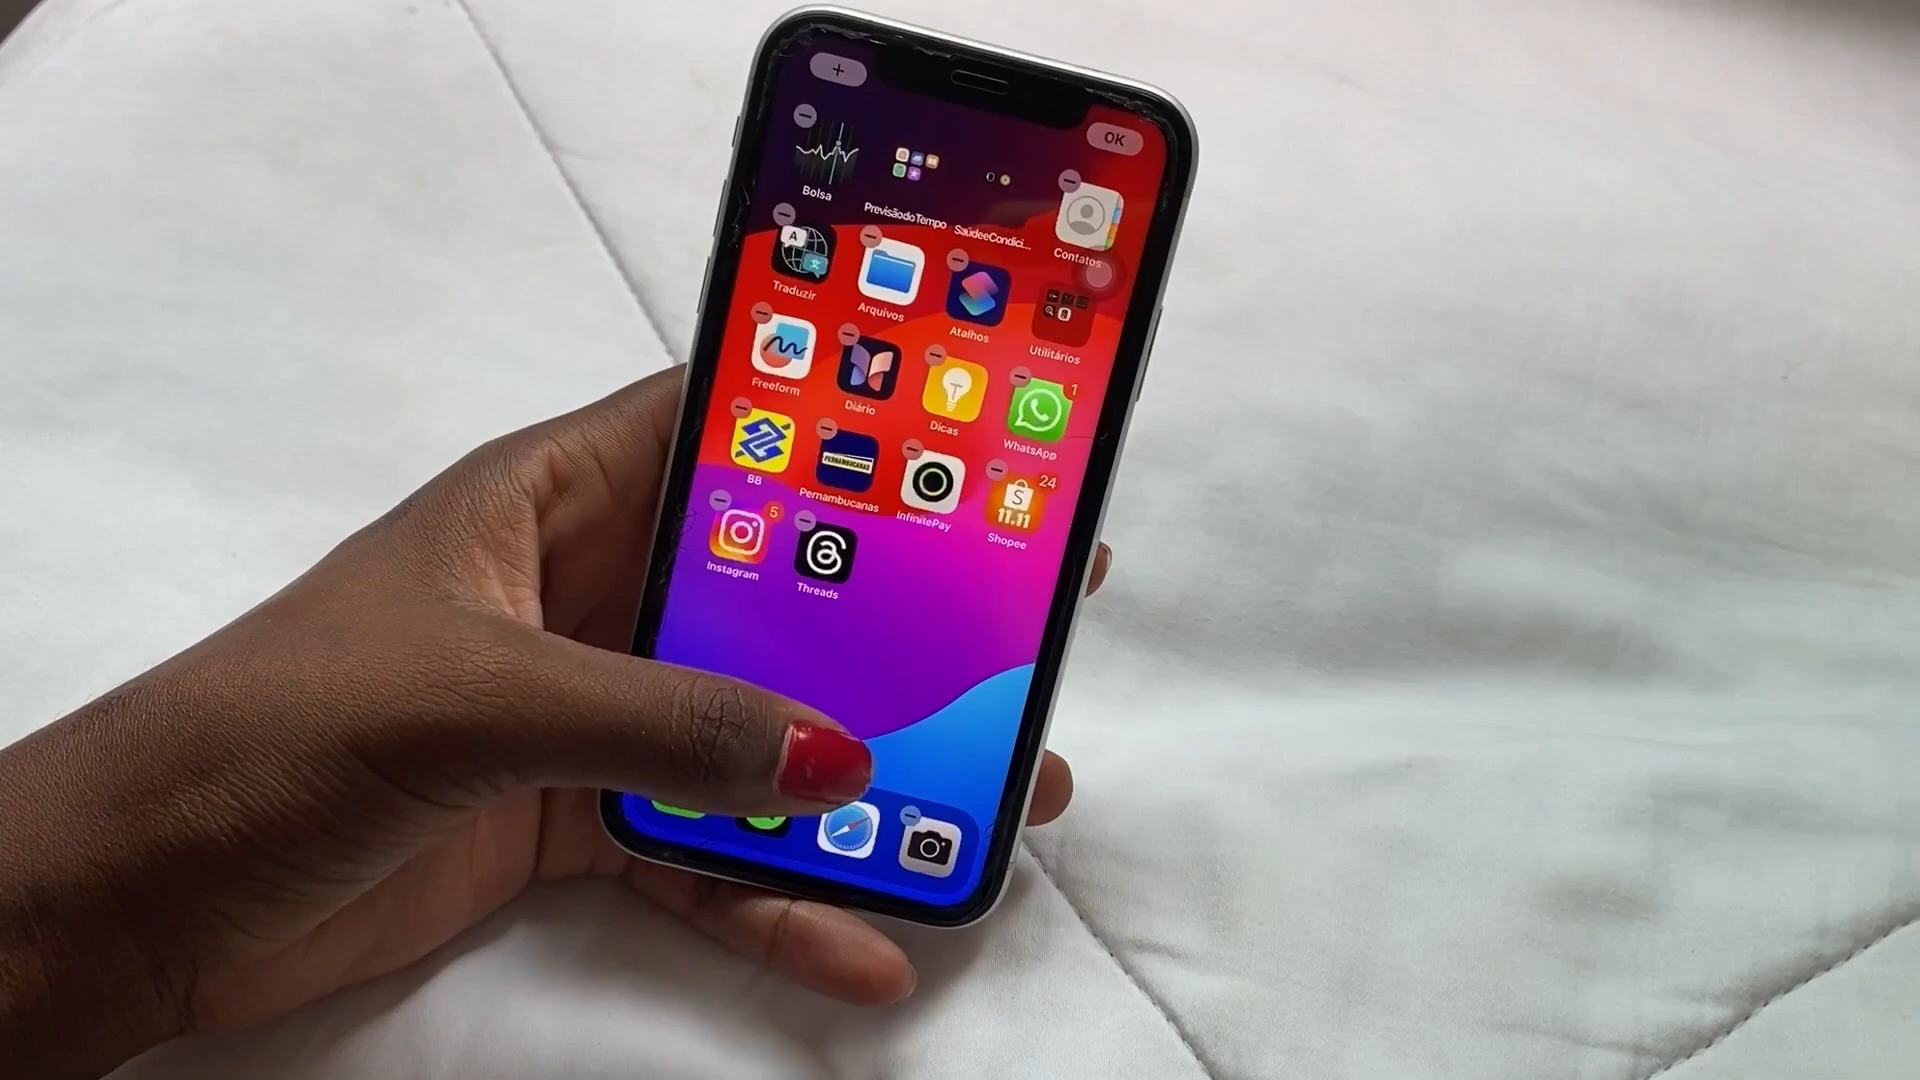 +
OK
Bolsa
PrevisãodoTempo
SaúdeeCondici...
Contatos
A
Traduzir
Arquivos
Atalhos
Utilitários
Freeform
Diário
Dicas
1
WhatsApp
BB
PERNAMBUCANAS
Pernambucanas
InfinitePay
24
S
11.11
Shopee
5
Instagram
Threads